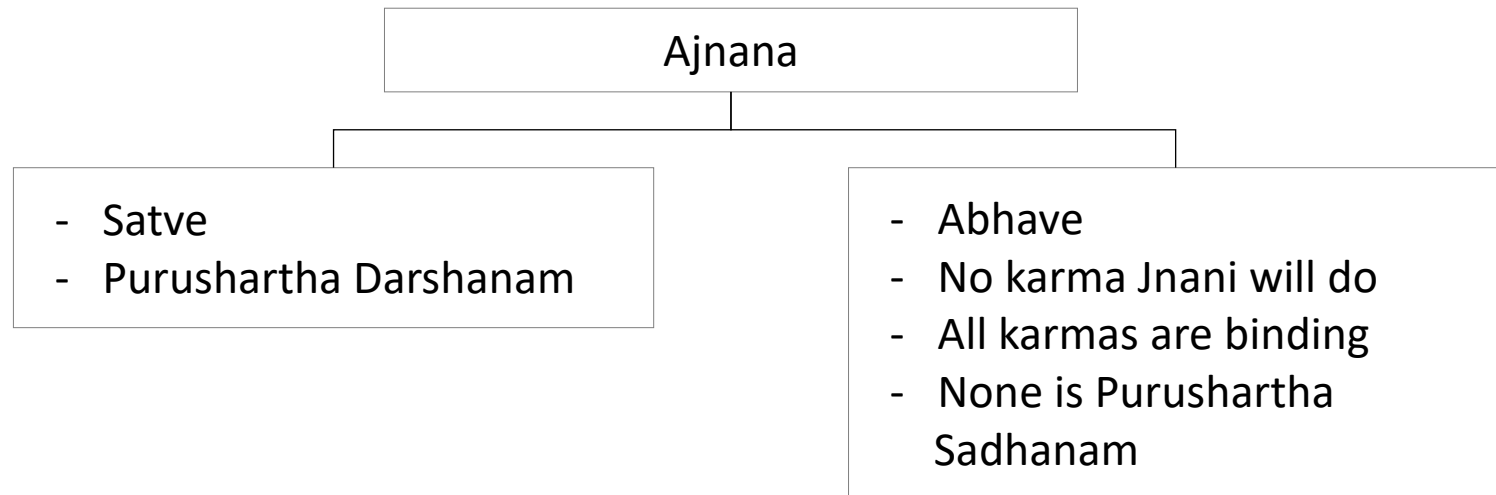 Ajnana
- Satve
- Purushartha Darshanam
- Abhave
- No karma Jnani will do
- All karmas are binding
- None is Purushartha
Sadhanam